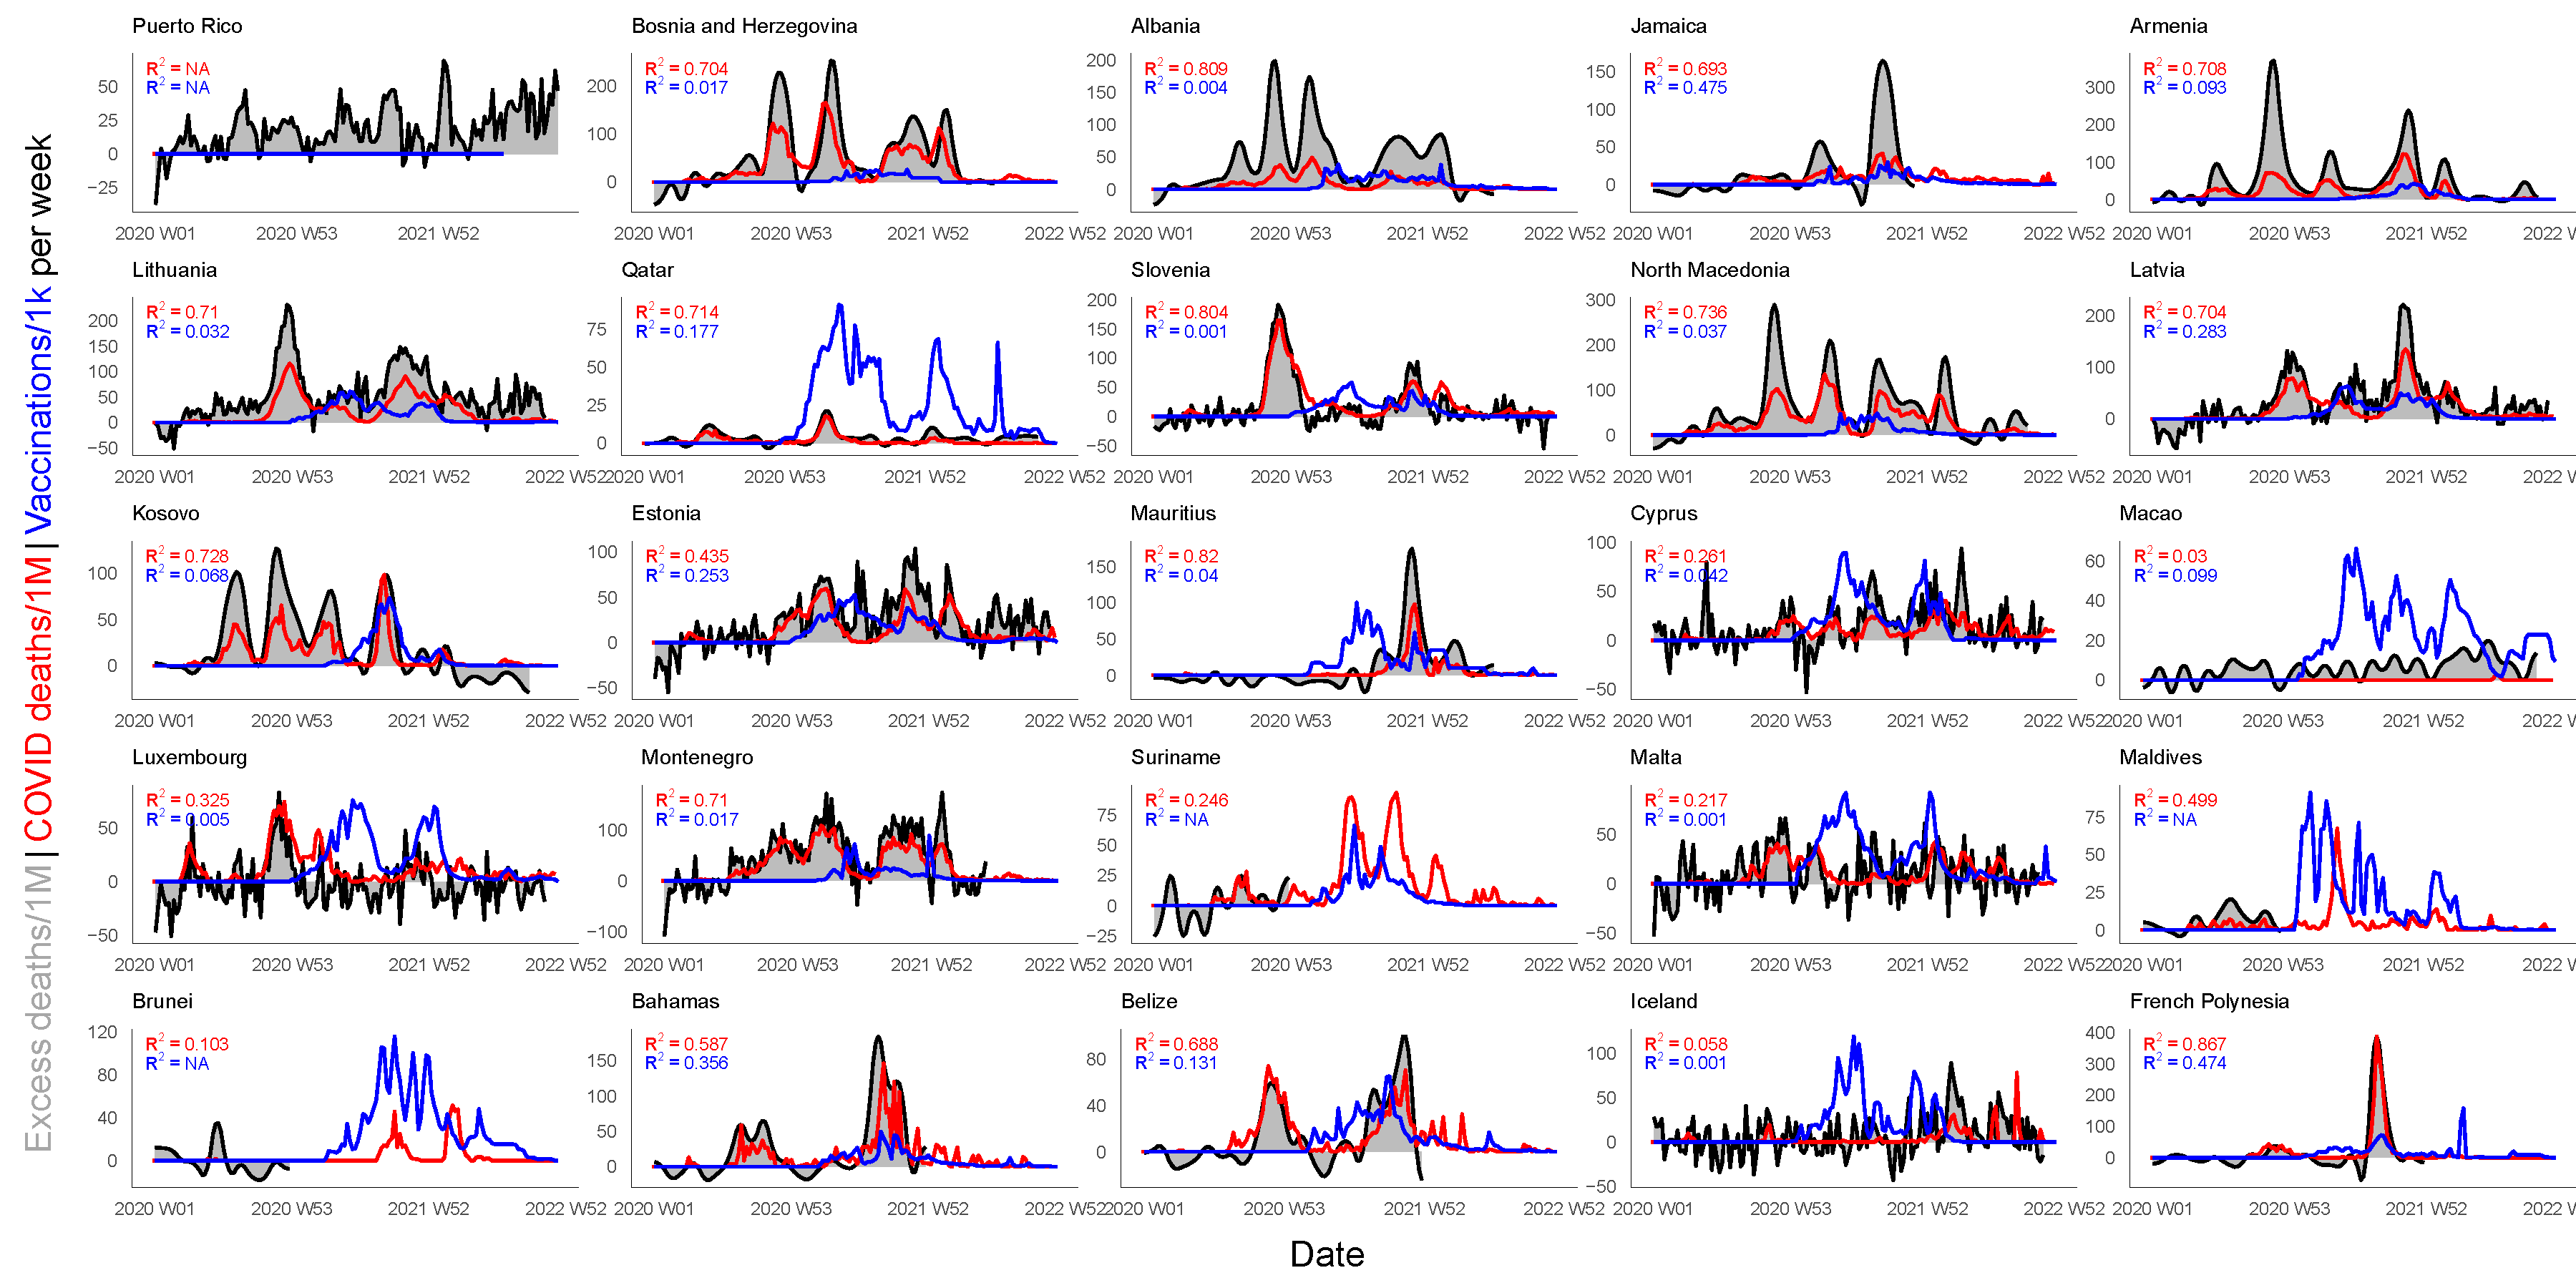 Excess deaths/1M | COVID deaths/1M | Vaccinations/1k per week
Puerto Rico
R² = NA
R² = NA
50
25
0
−25
2020 W01 2020 W53 2021 W52
Bosnia and Herzegovina
R² = 0.704
R² = 0.017
200
100
0
2020 W01 2020 W53 2021 W52 2022 W52
Albania
R² = 0.809
R² = 0.004
200
150
100
50
0
2020 W01 2020 W53 2021 W52 2022 W52
Jamaica
R² = 0.693
R² = 0.475
150
100
50
0
2020 W01 2020 W53 2021 W52 2022 W52
Armenia
R² = 0.708
R² = 0.093
300
200
100
0
2020 W01 2020 W53 2021 W52 2022 W
Lithuania
R² = 0.71
R² = 0.032
200
150
100
50
0
−50
2020 W01 2020 W53 2021 W52 2022 W52
Qatar
R² = 0.714
R² = 0.177
75
50
25
0
2020 W01 2020 W53 2021 W52 2022 W52
Slovenia
R² = 0.804
R² = 0.001
200
150
100
50
0
−50
2020 W01 2020 W53 2021 W52 2022 W52
North Macedonia
R² = 0.736
R² = 0.037
300
200
100
0
2020 W01 2020 W53 2021 W52 2022 W52
Latvia
R² = 0.704
R² = 0.283
200
100
0
2020 W01 2020 W53 2021 W52 2022 W
Kosovo
R² = 0.728
R² = 0.068
100
50
0
2020 W01 2020 W53 2021 W52 2022 W52
Estonia
R² = 0.435
R² = 0.253
100
50
0
−50
2020 W01 2020 W53 2021 W52 2022 W52
Mauritius
R² = 0.82
R² = 0.04
150
100
50
0
2020 W01 2020 W53 2021 W52 2022 W52
Cyprus
R² = 0.261
R² = 0.042
100
50
0
−50
2020 W01 2020 W53 2021 W52 2022 W52
Macao
R² = 0.03
R² = 0.099
60
40
20
0
2020 W01 2020 W53 2021 W52 2022 W
Luxembourg
R² = 0.325
R² = 0.005
50
0
−50
2020 W01 2020 W53 2021 W52 2022 W52
Montenegro
R² = 0.71
R² = 0.017
100
0
−100
2020 W01 2020 W53 2021 W52 2022 W52
Suriname
R² = 0.246
R² = NA
75
50
25
0
−25
2020 W01 2020 W53 2021 W52 2022 W52
Malta
R² = 0.217
R² = 0.001
50
0
−50
2020 W01 2020 W53 2021 W52 2022 W52
Maldives
R² = 0.499
R² = NA
75
50
25
0
2020 W01 2020 W53 2021 W52 2022 W
Brunei
R² = 0.103
R² = NA
120
80
40
0
2020 W01 2020 W53 2021 W52 2022 W52
Bahamas
R² = 0.587
R² = 0.356
150
100
50
0
2020 W01 2020 W53 2021 W52 2022 W52
Belize
R² = 0.688
R² = 0.131
80
40
0
2020 W01 2020 W53 2021 W52 2022 W52
Iceland
R² = 0.058
R² = 0.001
100
50
0
−50
2020 W01 2020 W53 2021 W52 2022 W52
French Polynesia
R² = 0.867
R² = 0.474
400
300
200
100
0
2020 W01 2020 W53 2021 W52 2022 W
Date